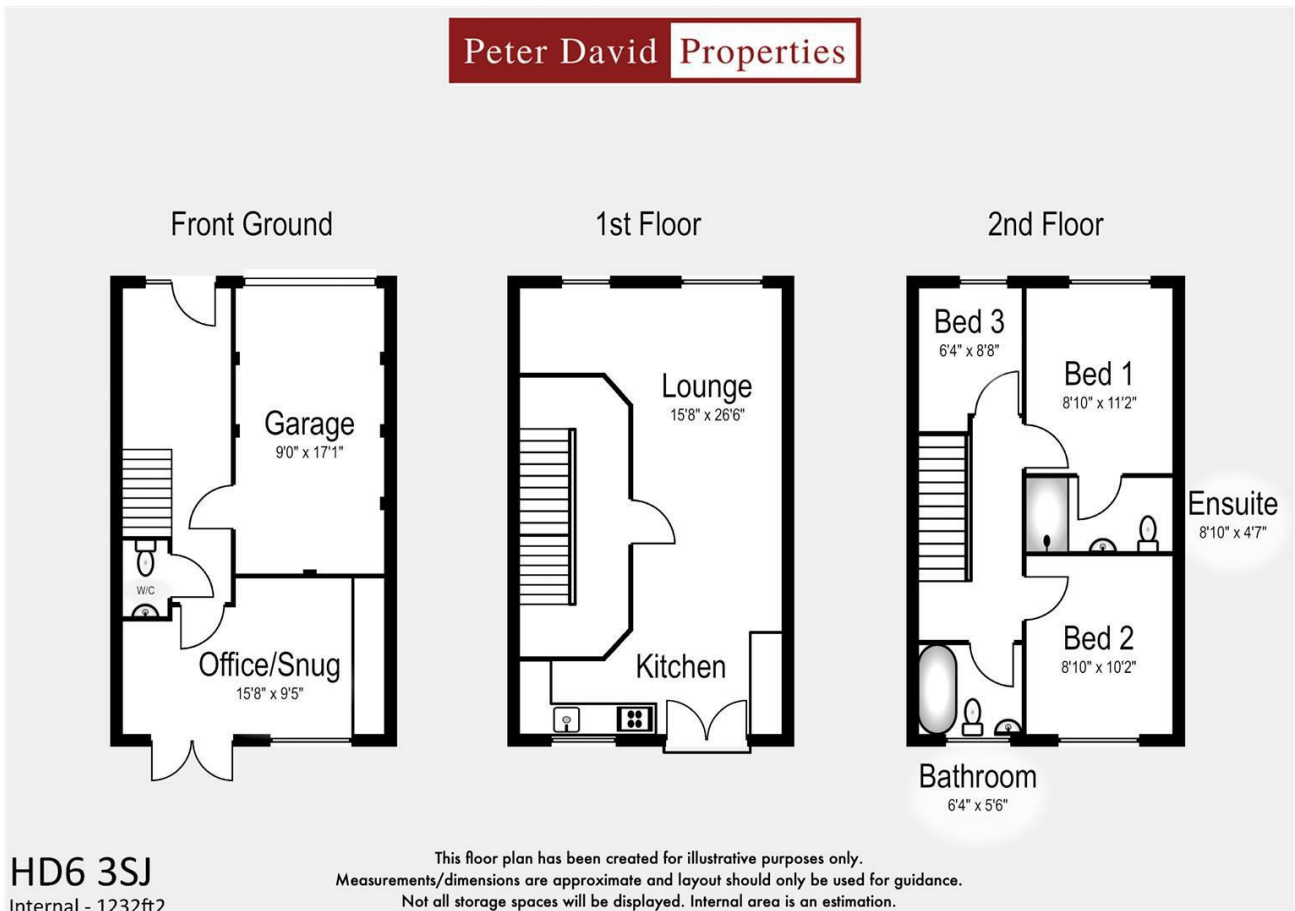 Peter David Properties
Front Ground
1st Floor
2nd Floor
Garage
9'0" x 17'1"
W/C
Office/Snug
15'8" x 9'5"
Lounge
15'8" x 26'6"
Kitchen
Bed 3
6'4" x 8'8"
Bed 1
8'10" x 11'2"
Ensuite
8'10" x 4'7"
Bed 2
8'10" x 10'2"
Bathroom
6'4" x 5'6"
HD6 3SJ
Internal - 1232ft2
This floor plan has been created for illustrative purposes only.
Measurements/dimensions are approximate and layout should only be used for guidance.
Not all storage spaces will be displayed. Internal area is an estimation.